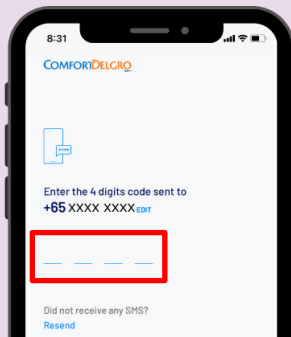 8:31
COMFORTDELGRO
Enter the 4 digits code sent to
+65 XXXX XXXX EDIT
Did not receive any SMS?
Resend